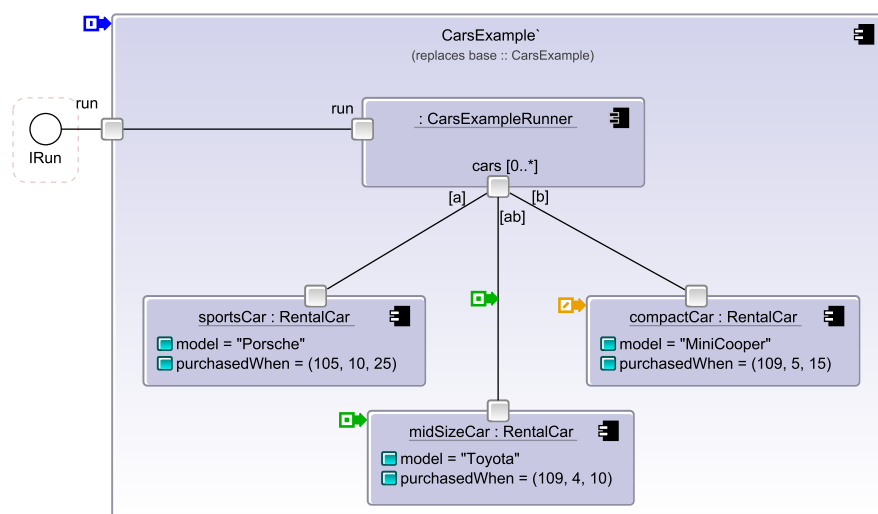 CarsExample`
(replaces base :: CarsExample)
run
IRun
run
: CarsExampleRunner
cars [0..*]
[a]
[ab]
[b]
sportsCar : RentalCar
model = "Porsche"
purchasedWhen = (105, 10, 25)
compactCar : RentalCar
model = "MiniCooper"
purchasedWhen = (109, 5, 15)
midSizeCar : RentalCar
model = "Toyota"
purchasedWhen = (109, 4, 10)